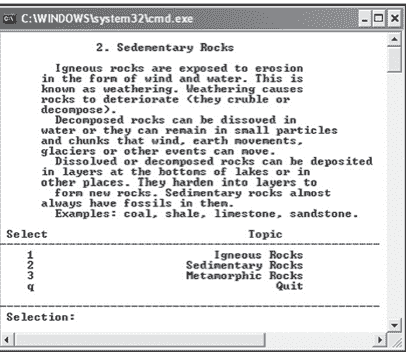 C:\WINDOWS\system32\cmd.exe
2. Sedementary Rocks
Igneous rocks are exposed to erosion
in the form of wind and water. This is
known as weathering. Weathering causes
rocks to deteriorate (they cruble or
decompose).
Decomposed rocks can be dissoved in
water or they can remain in small particles
and chunks that wind, earth movements,
glaciers or other events can move.
Dissolved or decomposed rocks can be deposited
in layers at the bottoms of lakes or in
other places. They harden into layers to
form new rocks. Sedimentary rocks almost
always have fossils in them.
Examples: coal, shale, limestone, sandstone.
Select Topic
1 Igneous Rocks
2 Sedimentary Rocks
3 Metamorphic Rocks
q Quit
Selection: